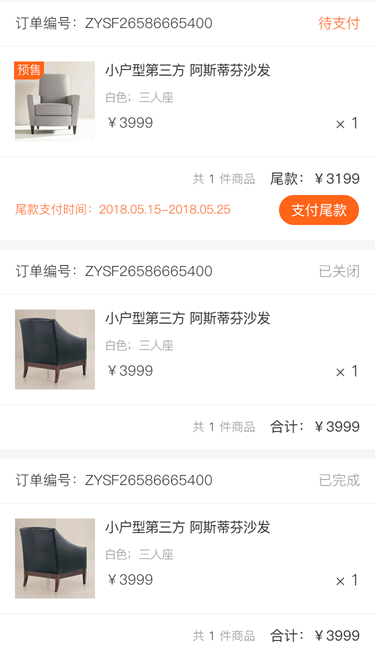 订单编号：ZYSF26586665400 待支付
预售
小户型第三方 阿斯蒂芬沙发
白色；三人座
￥3999 × 1
共 1 件商品 尾款：￥3199
尾款支付时间：2018.05.15-2018.05.25 支付尾款
订单编号：ZYSF26586665400 已关闭
小户型第三方 阿斯蒂芬沙发
白色；三人座
￥3999 × 1
共 1 件商品 合计：￥3999
订单编号：ZYSF26586665400 已完成
小户型第三方 阿斯蒂芬沙发
白色；三人座
￥3999 × 1
共 1 件商品 合计：￥3999